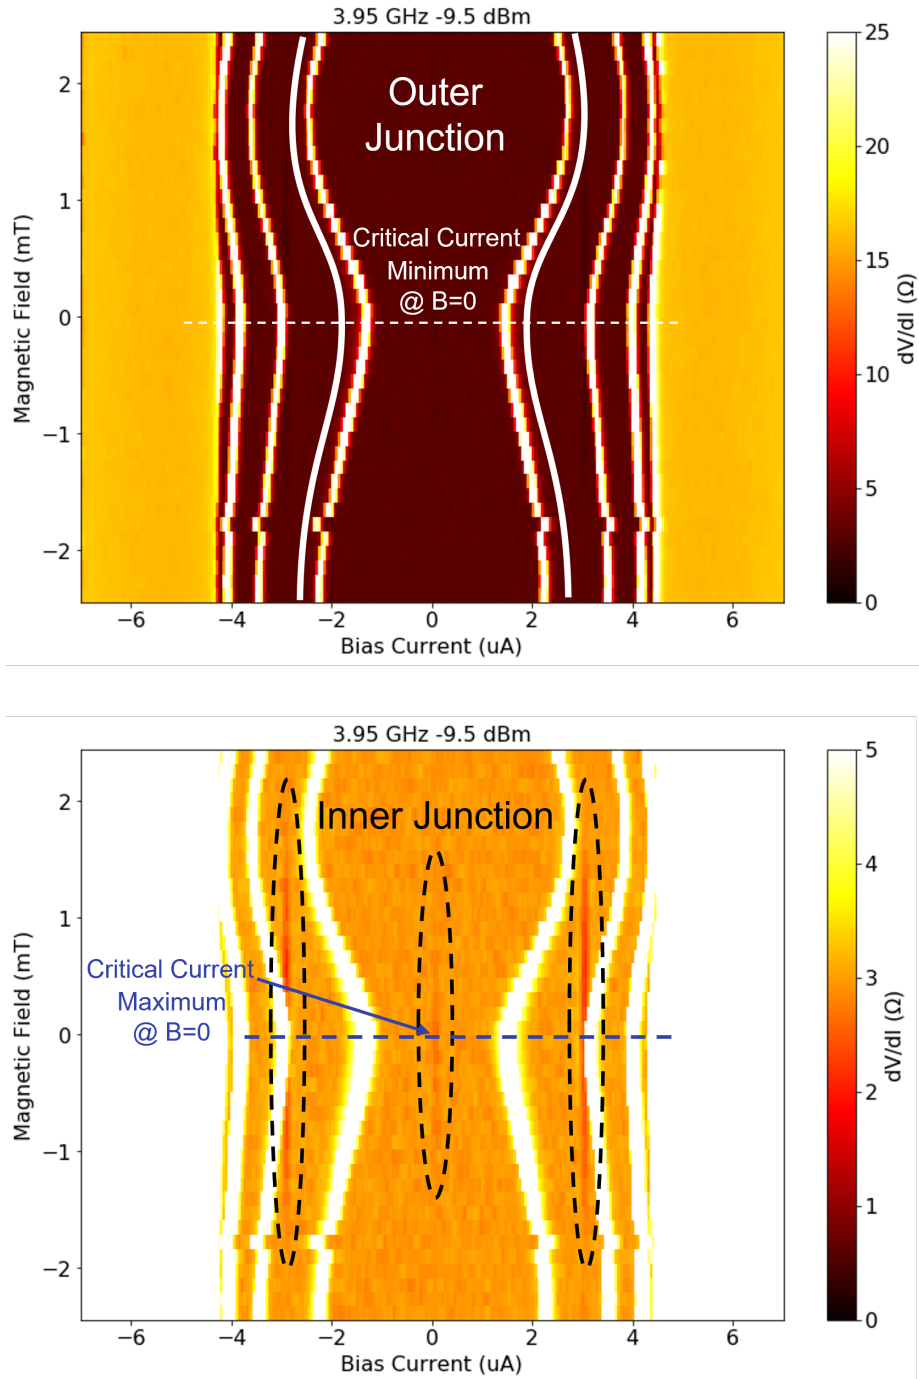 3.95 GHz -9.5 dBm
Outer
Junction
Critical Current
Minimum
@ B=0
Magnetic Field (mT)
2
1
0
−1
−2
−6
−4
−2
0
2
4
6
Bias Current (uA)
25
20
15
10
5
0
dV/dI (Ω)
3.95 GHz -9.5 dBm
Inner Junction
Critical Current
Maximum
@ B=0
Magnetic Field (mT)
2
1
0
−1
−2
−6
−4
−2
0
2
4
6
Bias Current (uA)
5
4
3
2
1
0
dV/dI (Ω)